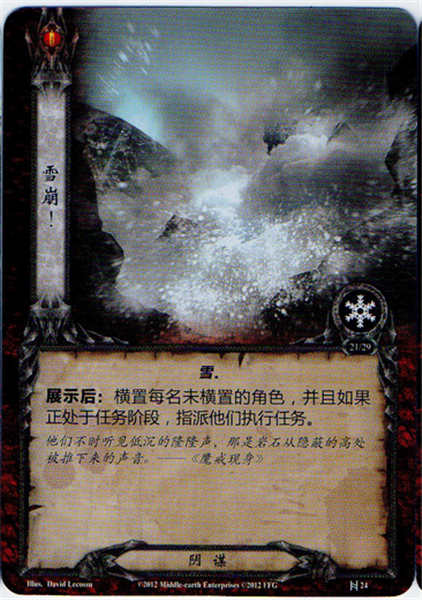 雪崩！
21/29
雪.
展示后：横置每名未横置的角色，并且如果
正处于任务阶段，指派他们执行任务。
他们不时听见低沉的隆隆声，那是岩石从隐蔽的高处
被推下来的声音。——《魔戒现身》
阴谋
Illus. David Lecossu ©2012 Middle-earth Enterprises ©2012 FFG 24